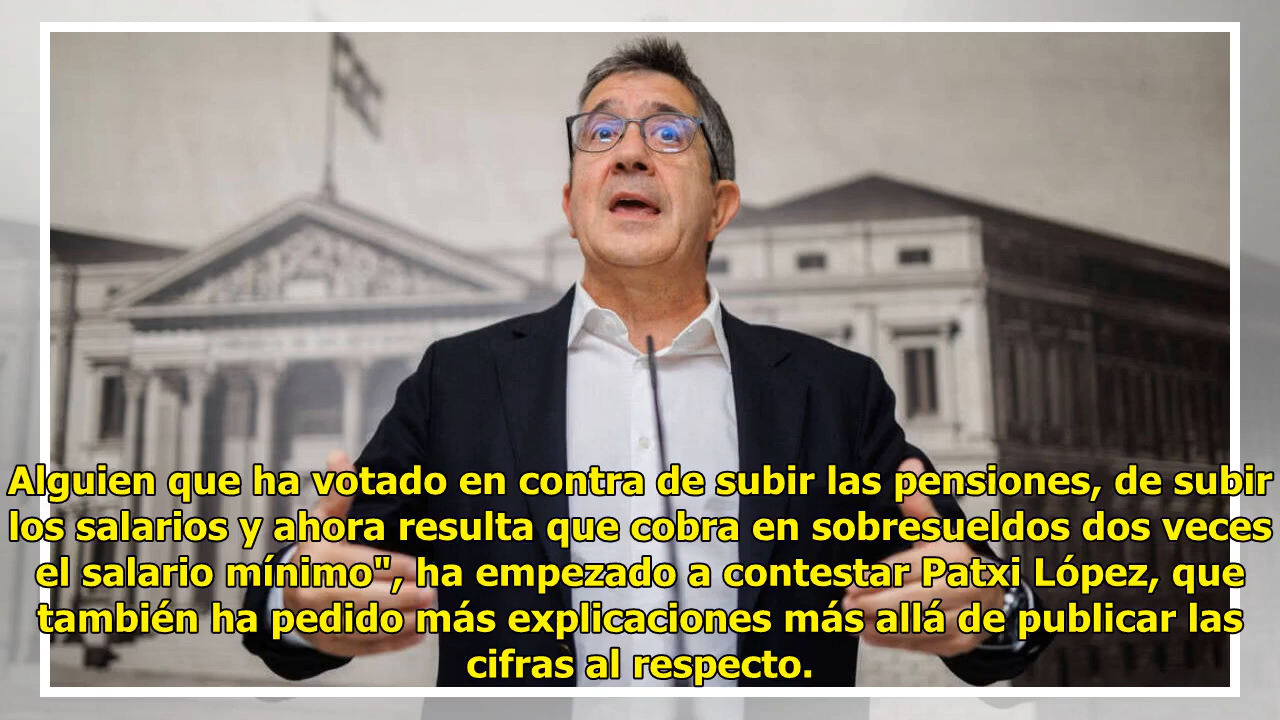 Alguien que ha votado en contra de subir las pensiones, de subir
los salarios y ahora resulta que cobra en sobresueldos dos veces
el salario mínimo", ha empezado a contestar Patxi López, que
también ha pedido más explicaciones más allá de publicar las
cifras al respecto.